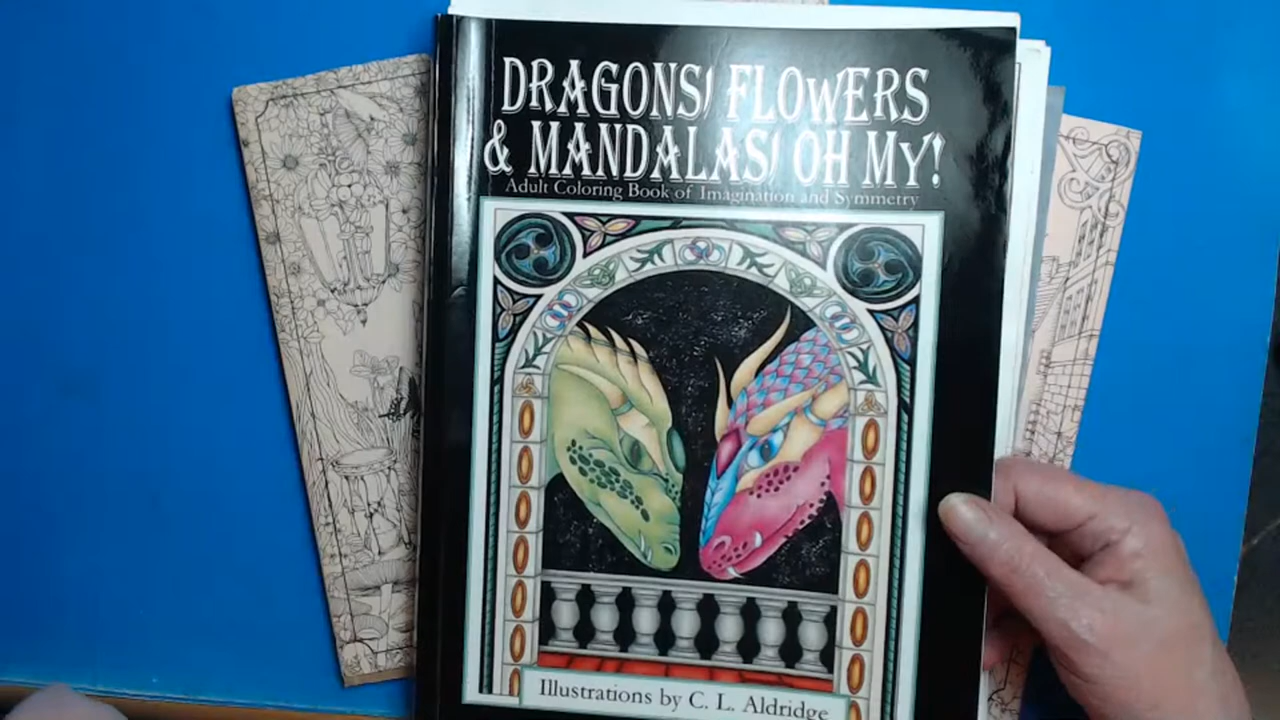 DRAGONS, FLOWERS
& MANDALAS, OH MY!
Adult Coloring Book of Imagination and Symmetry
Illustrations by C. L. Aldridge